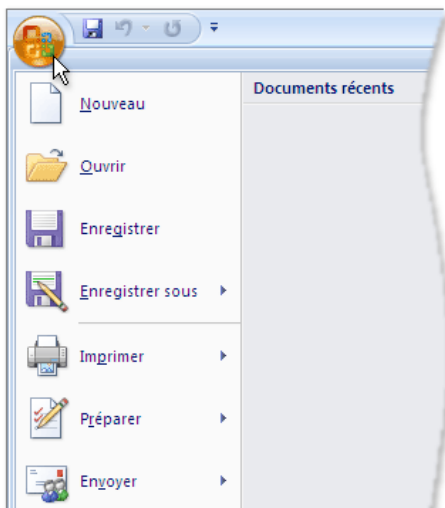 Documents récents
Nouveau
Ouvrir
Enregistrer
Enregistrer sous
Imprimer
Préparer
Envoyer